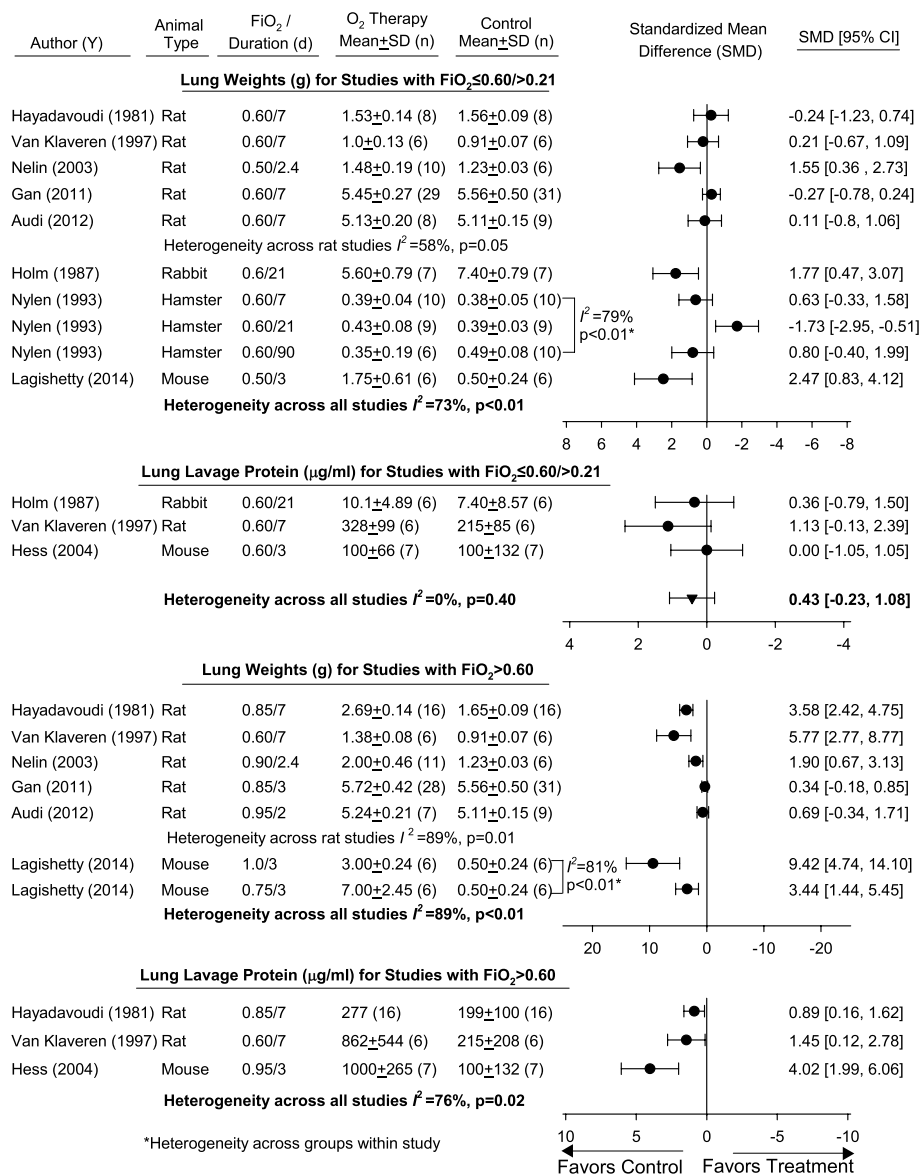 Author (Y) Animal Type FiO2 / Duration (d) O2 Therapy Mean±SD (n) Control Mean±SD (n) Standardized Mean Difference (SMD) SMD [95% CI]
Lung Weights (g) for Studies with FiO2≤0.60/>0.21
Hayadavoudi (1981) Rat 0.60/7 1.53±0.14 (8) 1.56±0.09 (8) -0.24 [-1.23, 0.74]
Van Klaveren (1997) Rat 0.60/7 1.0±0.13 (6) 0.91±0.07 (6) 0.21 [-0.67, 1.09]
Nelin (2003) Rat 0.50/2.4 1.48±0.19 (10) 1.23±0.03 (6) 1.55 [0.36 , 2.73]
Gan (2011) Rat 0.60/7 5.45±0.27 (29 5.56±0.50 (31) -0.27 [-0.78, 0.24]
Audi (2012) Rat 0.60/7 5.13±0.20 (8) 5.11±0.15 (9) 0.11 [-0.8, 1.06]
Heterogeneity across rat studies I2=58%, p=0.05
Holm (1987) Rabbit 0.6/21 5.60±0.79 (7) 7.40±0.79 (7) 1.77 [0.47, 3.07]
Nylen (1993) Hamster 0.60/7 0.39±0.04 (10) 0.38±0.05 (10) 0.63 [-0.33, 1.58]
Nylen (1993) Hamster 0.60/21 0.43±0.08 (9) 0.39±0.03 (9) I2=79% p<0.01* -1.73 [-2.95, -0.51]
Nylen (1993) Hamster 0.60/90 0.35±0.19 (6) 0.49±0.08 (10) 0.80 [-0.40, 1.99]
Lagishetty (2014) Mouse 0.50/3 1.75±0.61 (6) 0.50±0.24 (6) 2.47 [0.83, 4.12]
Heterogeneity across all studies I2=73%, p<0.01
8 6 4 2 0 -2 -4 -6 -8
Lung Lavage Protein (μg/ml) for Studies with FiO2≤0.60/>0.21
Holm (1987) Rabbit 0.60/21 10.1±4.89 (6) 7.40±8.57 (6) 0.36 [-0.79, 1.50]
Van Klaveren (1997) Rat 0.60/7 328±99 (6) 215±85 (6) 1.13 [-0.13, 2.39]
Hess (2004) Mouse 0.60/3 100±66 (7) 100±132 (7) 0.00 [-1.05, 1.05]
Heterogeneity across all studies I2=0%, p=0.40 0.43 [-0.23, 1.08]
4 2 0 -2 -4
Lung Weights (g) for Studies with FiO2>0.60
Hayadavoudi (1981) Rat 0.85/7 2.69±0.14 (16) 1.65±0.09 (16) 3.58 [2.42, 4.75]
Van Klaveren (1997) Rat 0.60/7 1.38±0.08 (6) 0.91±0.07 (6) 5.77 [2.77, 8.77]
Nelin (2003) Rat 0.90/2.4 2.00±0.46 (11) 1.23±0.03 (6) 1.90 [0.67, 3.13]
Gan (2011) Rat 0.85/3 5.72±0.42 (28) 5.56±0.50 (31) 0.34 [-0.18, 0.85]
Audi (2012) Rat 0.95/2 5.24±0.21 (7) 5.11±0.15 (9) 0.69 [-0.34, 1.71]
Heterogeneity across rat studies I2=89%, p=0.01
Lagishetty (2014) Mouse 1.0/3 3.00±0.24 (6) 0.50±0.24 (6) I2=81% p<0.01* 9.42 [4.74, 14.10]
Lagishetty (2014) Mouse 0.75/3 7.00±2.45 (6) 0.50±0.24 (6) 3.44 [1.44, 5.45]
Heterogeneity across all studies I2=89%, p<0.01
20 10 0 -10 -20
Lung Lavage Protein (μg/ml) for Studies with FiO2>0.60
Hayadavoudi (1981) Rat 0.85/7 277 (16) 199±100 (16) 0.89 [0.16, 1.62]
Van Klaveren (1997) Rat 0.60/7 862±544 (6) 215±208 (6) 1.45 [0.12, 2.78]
Hess (2004) Mouse 0.95/3 1000±265 (7) 100±132 (7) 4.02 [1.99, 6.06]
Heterogeneity across all studies I2=76%, p=0.02
10 5 0 -5 -10
*Heterogeneity across groups within study
Favors Control Favors Treatment